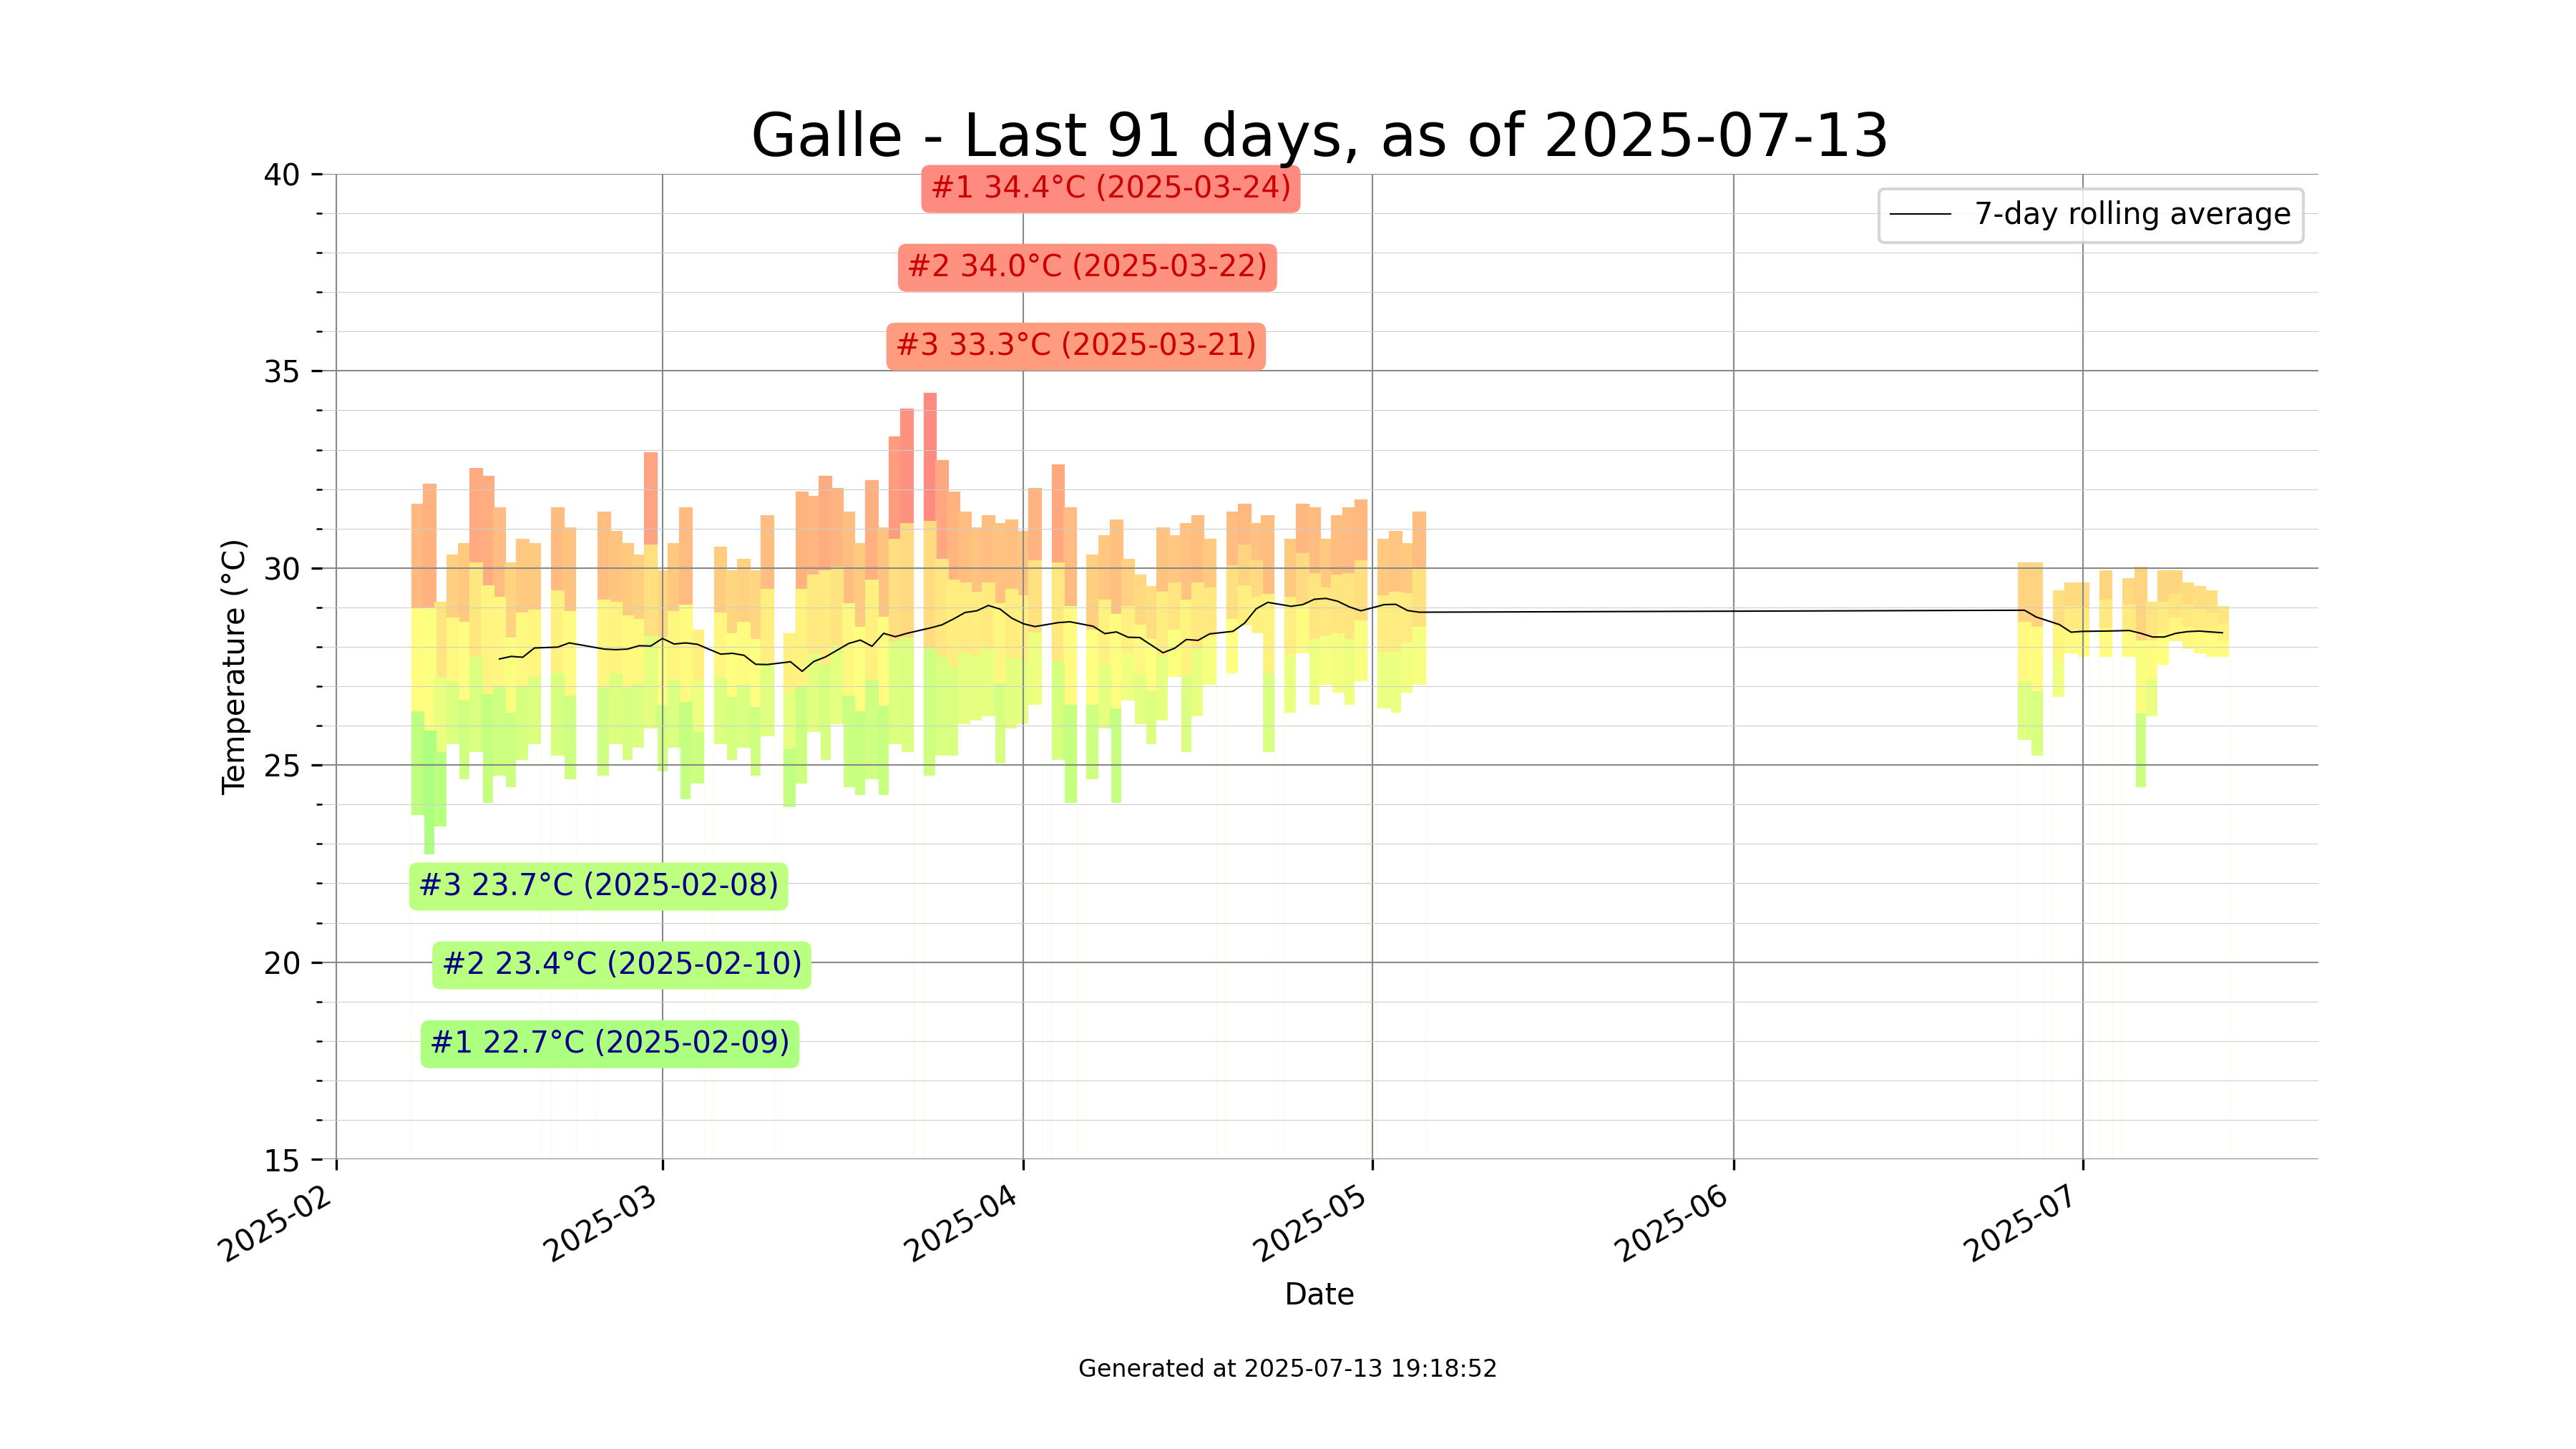 Galle - Last 91 days, as of 2025-07-13
#1 34.4°C (2025-03-24)
#2 34.0°C (2025-03-22)
#3 33.3°C (2025-03-21)
7-day rolling average
40
35
30
25
20
15
Temperature (°C)
#3 23.7°C (2025-02-08)
#2 23.4°C (2025-02-10)
#1 22.7°C (2025-02-09)
2025-02
2025-03
2025-04
2025-05
2025-06
2025-07
Date
Generated at 2025-07-13 19:18:52